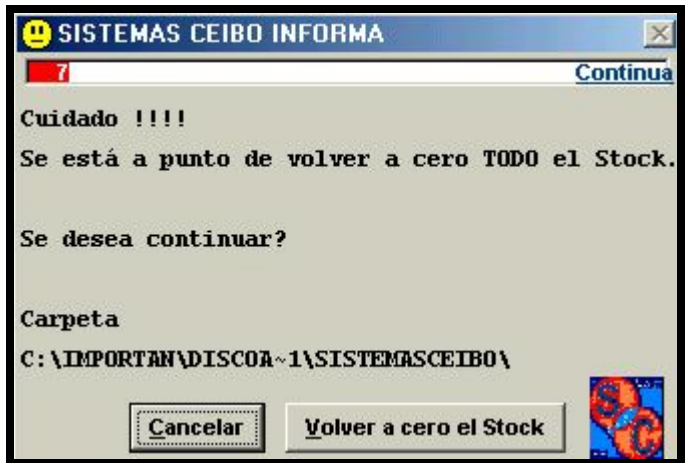 SISTEMAS CEIBO INFORMA
7
Continua
Cuidado !!!!
Se está a punto de volver a cero TODO el Stock.
Se desea continuar?
Carpeta
C:\IMPORTAN\DISCOA~1\SISTEMASCEIBO\
Cancelar
Volver a cero el Stock
S
C